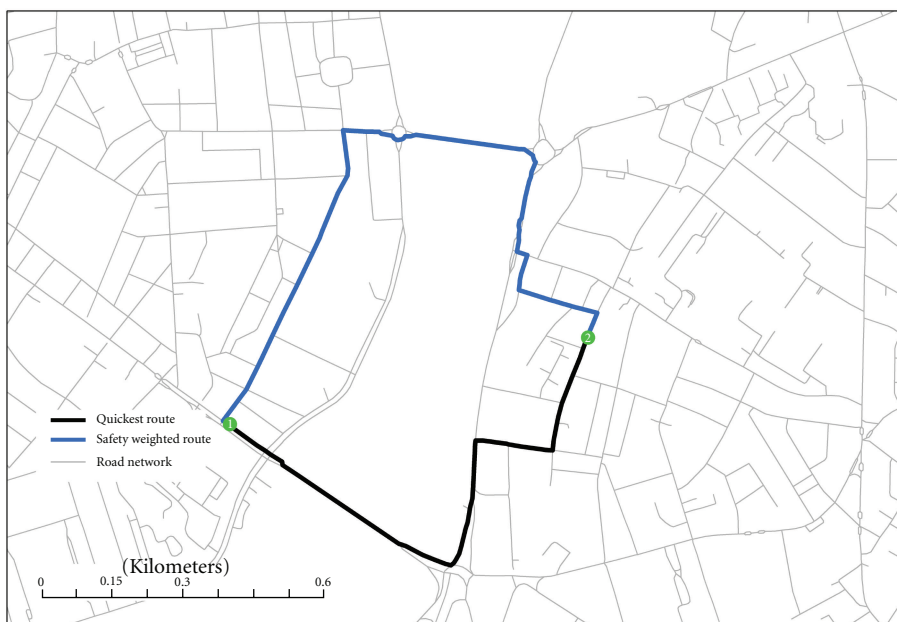 2
1
Quickest route
Safety weighted route
Road network
(Kilometers)
0 0.15 0.3 0.6